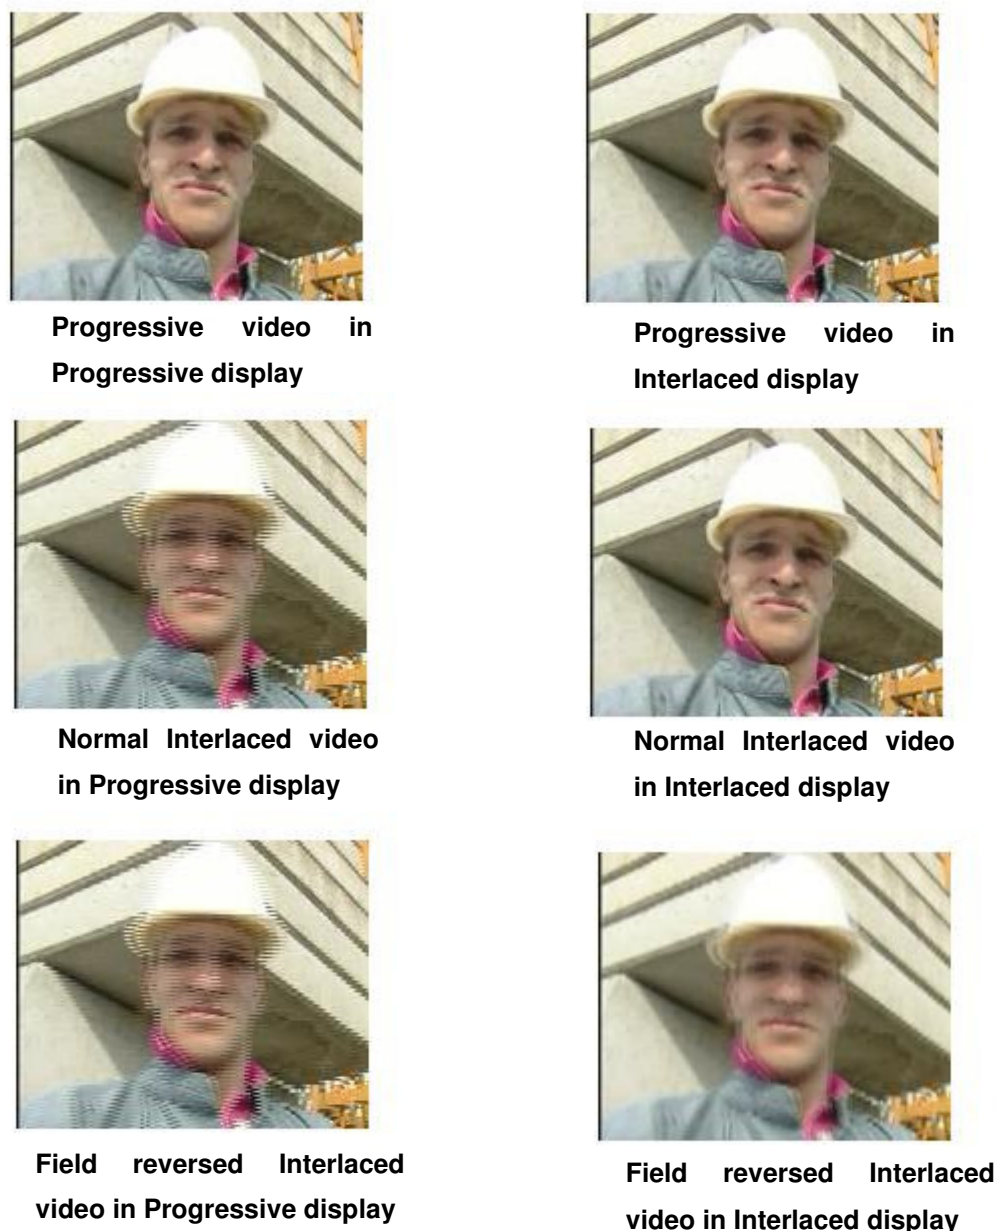 Progressive video in
Progressive display
Progressive video in
Interlaced display
Normal Interlaced video
in Progressive display
Normal Interlaced video
in Interlaced display
Field reversed Interlaced
video in Progressive display
Field reversed Interlaced
video in Interlaced display